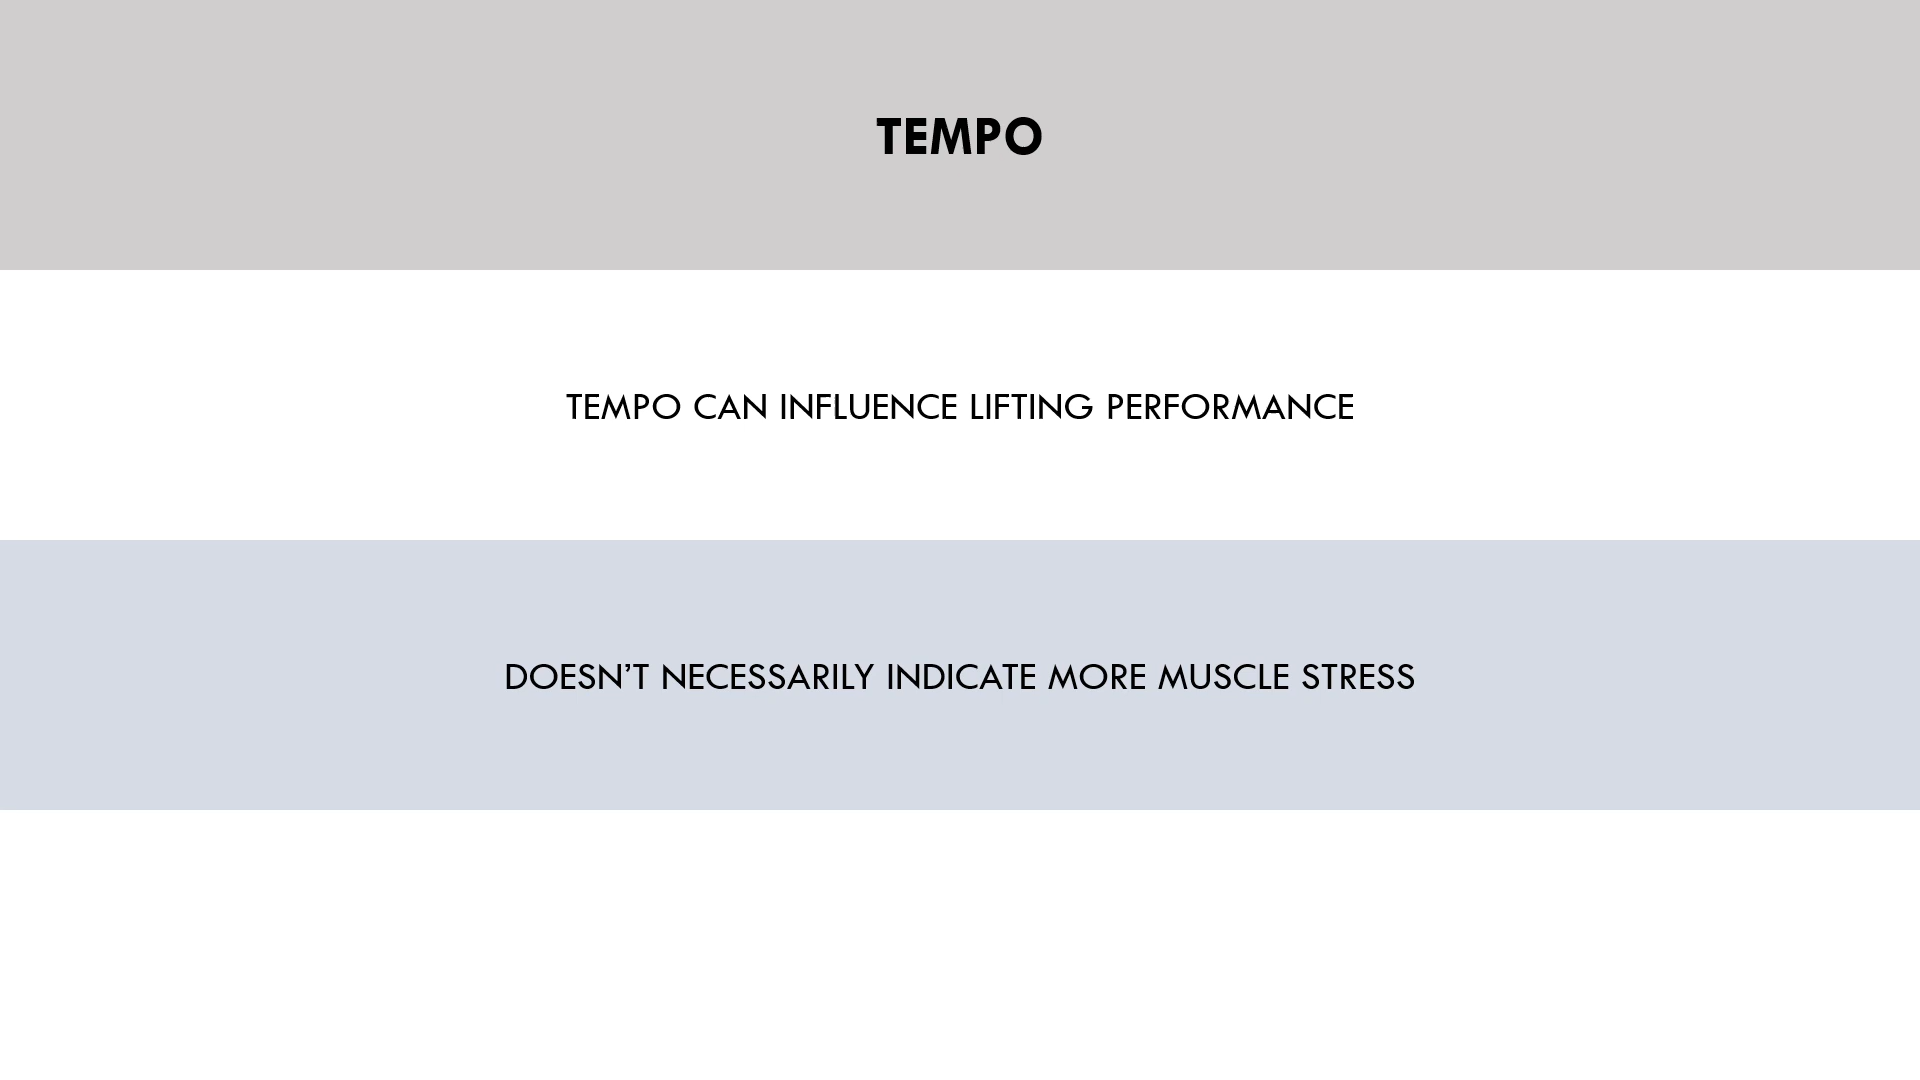 TEMPO
TEMPO CAN INFLUENCE LIFTING PERFORMANCE
DOESN’T NECESSARILY INDICATE MORE MUSCLE STRESS